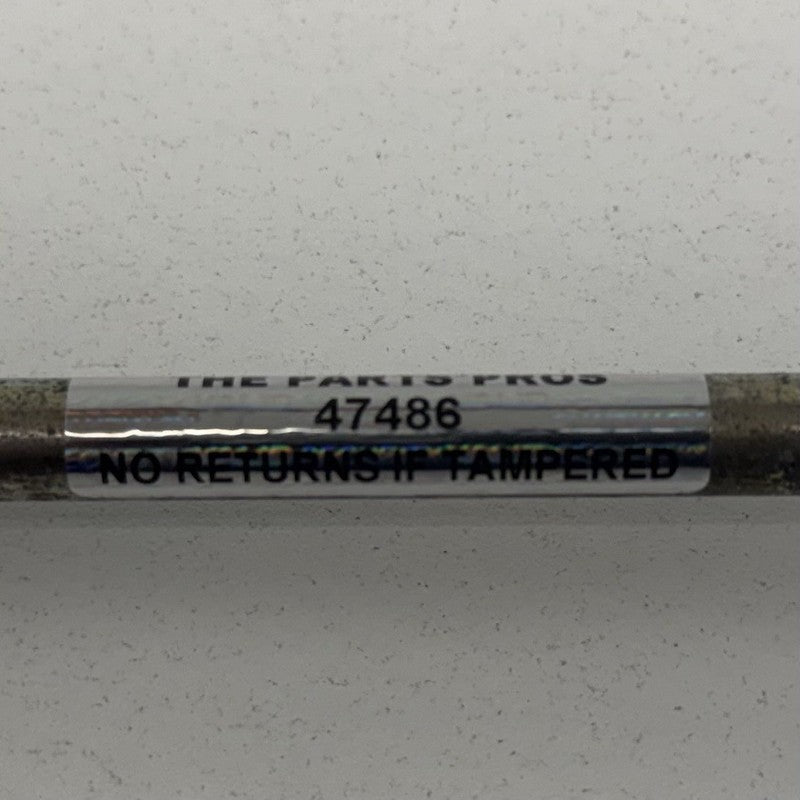 THE PARTS PROS
47486
NO RETURNS IF TAMPERED